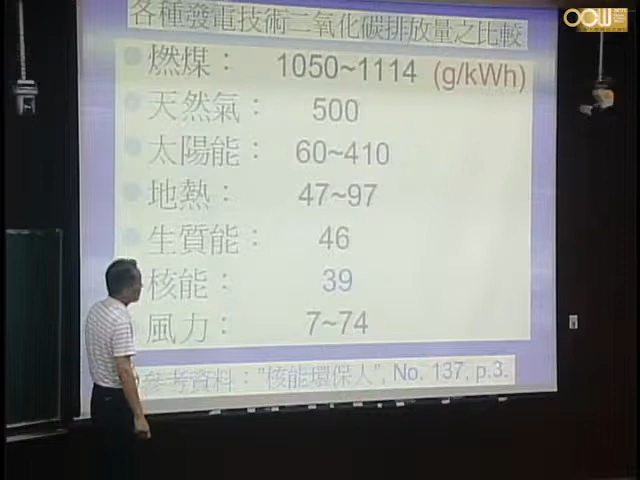 OCW
各種發電技術二氧化碳排放量之比較
燃煤： 1050~1114 (g/kWh)
天然氣： 500
太陽能： 60~410
地熱： 47~97
生質能： 46
核能： 39
風力： 7~74
參考資料："核能環保人", No. 137, p.3.